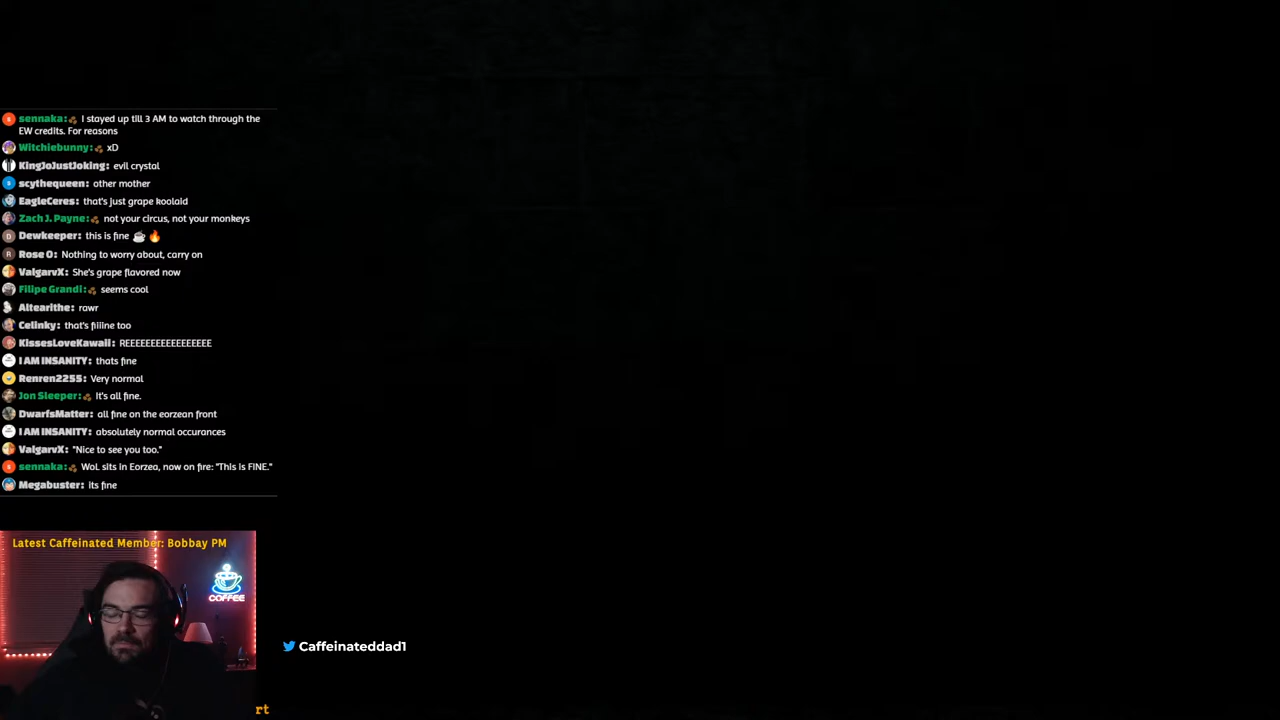 sennaka: I stayed up till 3 AM to watch through the
EW credits. For reasons
Witchiebunny: xD
KingJoJustJoking: evil crystal
scythequeen: other mother
EagleCeres: that's just grape koolaid
Zach J. Payne: not your circus, not your monkeys
Dewkeeper: this is fine ☕ 🔥
Rose O: Nothing to worry about, carry on
ValgarvX: She's grape flavored now
Filipe Grandi: seems cool
Altearithe: rawr
Celinky: that's fiiiine too
KissesLoveKawaii: REEEEEEEEEEEEEEEEE
I AM INSANITY: thats fine
Renren2255: Very normal
Jon Sleeper: It's all fine.
DwarfsMatter: all fine on the eorzean front
I AM INSANITY: absolutely normal occurances
ValgarvX: "Nice to see you too."
sennaka: WoL sits in Eorzea, now on fire: "This is FINE."
Megabuster: its fine
Latest Caffeinated Member: Bobbay PM
COFFEE
Caffeinateddad1
rt